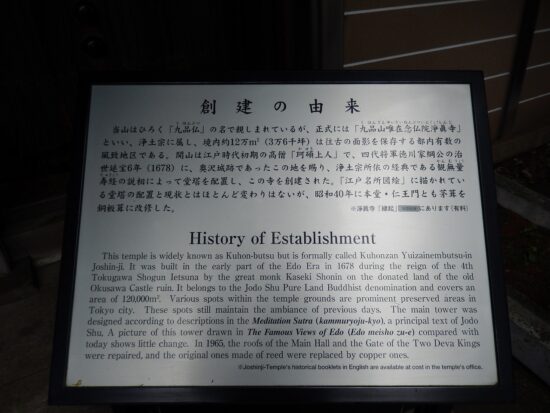 創建の由来
当山はひろく「九品仏」の名で親しまれているが、正式には「九品山唯在念仏院淨眞寺」
といい、浄土宗に属し、境内約12万㎡(3万6千坪)は往古の面影を保存する都内有数の
風致地区である。開山は江戸時代初期の高僧「珂碩上人」で、四代将軍徳川家綱公の治
世延宝6年(1678)に、奥沢城跡であったこの地を賜り、浄土宗所依の経典である観無量
寿経の説相によって堂塔を配置し、この寺を創建された。『江戸名所図絵』に描かれてい
る堂塔の配置と現状とはほとんど変わりはないが、昭和40年に本堂・仁王門とも茅葺を
銅板葺に改修した。
※淨眞寺「縁起」にあります(有料)
History of Establishment
This temple is widely known as Kuhon-butsu but is formally called Kuhonzan Yuizainembutsu-in
Joshin-ji. It was built in the early part of the Edo Era in 1678 during the reign of the 4th
Tokugawa Shogun Ietsuna by the great monk Kaseki Shonin on the donated land of the old
Okusawa Castle ruin. It belongs to the Jodo Shu Pure Land Buddhist denomination and covers an
area of 120,000m². Various spots within the temple grounds are prominent preserved areas in
Tokyo city. These spots still maintain the ambiance of previous days. The main tower was
designed according to descriptions in the Meditation Sutra (kammuryoju-kyo), a principal text of Jodo
Shu. A picture of this tower drawn in The Famous Views of Edo (Edo meisho zu-e) compared with
today shows little change. In 1965, the roofs of the Main Hall and the Gate of the Two Deva Kings
were repaired, and the original ones made of reed were replaced by copper ones.
※Joshinji-Temple's historical booklets in English are available at cost in the temple's office.